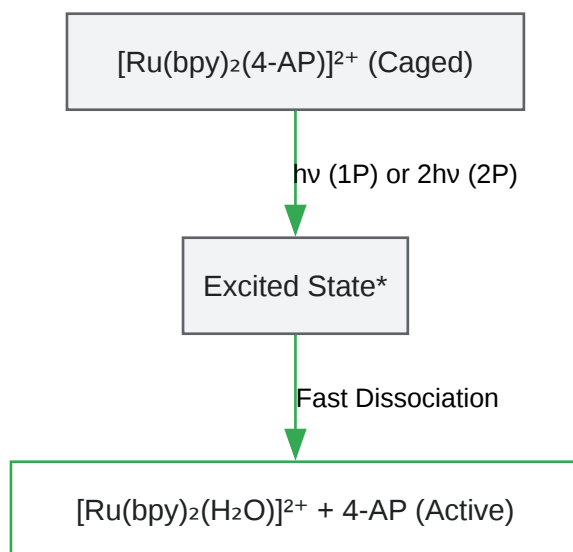 [Ru(bpy)₂(4-AP)]²⁺ (Caged)
hν (1P) or 2hν (2P)
Excited State*
Fast Dissociation
[Ru(bpy)₂(H₂O)]²⁺ + 4-AP (Active)